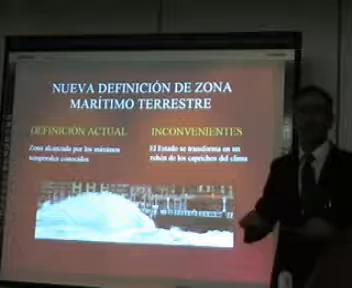 NUEVA DEFINICIÓN DE ZONA
MARÍTIMO TERRESTRE
DEFINICIÓN ACTUAL
Zona alcanzada por los máximos
temporales conocidos
INCONVENIENTES
El Estado se transforma en un
rehén de los caprichos del clima